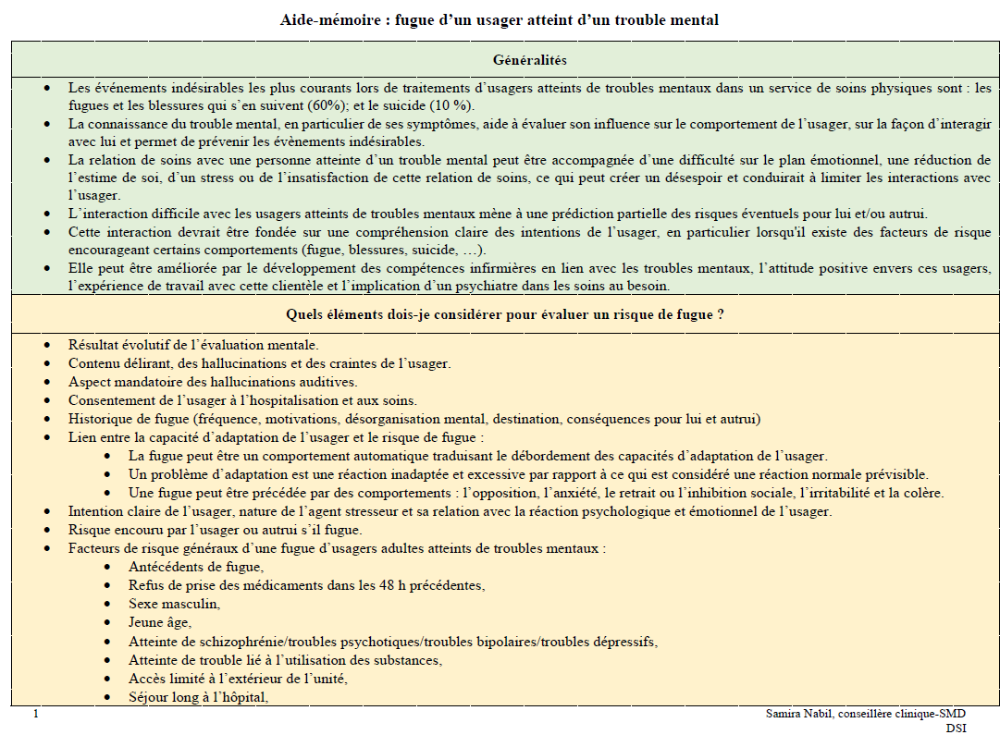 Aide-mémoire : fugue d’un usager atteint d’un trouble mental
Généralités
• Les événements indésirables les plus courants lors de traitements d’usagers atteints de troubles mentaux dans un service de soins physiques sont : les
fugues et les blessures qui s’en suivent (60%); et le suicide (10 %).
• La connaissance du trouble mental, en particulier de ses symptômes, aide à évaluer son influence sur le comportement de l’usager, sur la façon d’interagir
avec lui et permet de prévenir les évènements indésirables.
• La relation de soins avec une personne atteinte d’un trouble mental peut être accompagnée d’une difficulté sur le plan émotionnel, une réduction de
l’estime de soi, d’un stress ou de l’insatisfaction de cette relation de soins, ce qui peut créer un désespoir et conduirait à limiter les interactions avec
l’usager.
• L’interaction difficile avec les usagers atteints de troubles mentaux mène à une prédiction partielle des risques éventuels pour lui et/ou autrui.
• Cette interaction devrait être fondée sur une compréhension claire des intentions de l’usager, en particulier lorsqu'il existe des facteurs de risque
encourageant certains comportements (fugue, blessures, suicide, …).
• Elle peut être améliorée par le développement des compétences infirmières en lien avec les troubles mentaux, l’attitude positive envers ces usagers,
l’expérience de travail avec cette clientèle et l’implication d’un psychiatre dans les soins au besoin.
Quels éléments dois-je considérer pour évaluer un risque de fugue ?
• Résultat évolutif de l’évaluation mentale.
• Contenu délirant, des hallucinations et des craintes de l’usager.
• Aspect mandatoire des hallucinations auditives.
• Consentement de l’usager à l’hospitalisation et aux soins.
• Historique de fugue (fréquence, motivations, désorganisation mental, destination, conséquences pour lui et autrui)
• Lien entre la capacité d’adaptation de l’usager et le risque de fugue :
• La fugue peut être un comportement automatique traduisant le débordement des capacités d’adaptation de l’usager.
• Un problème d’adaptation est une réaction inadaptée et excessive par rapport à ce qui est considéré une réaction normale prévisible.
• Une fugue peut être précédée par des comportements : l’opposition, l’anxiété, le retrait ou l’inhibition sociale, l’irritabilité et la colère.
• Intention claire de l’usager, nature de l’agent stresseur et sa relation avec la réaction psychologique et émotionnel de l’usager.
• Risque encouru par l’usager ou autrui s’il fugue.
• Facteurs de risque généraux d’une fugue d’usagers adultes atteints de troubles mentaux :
• Antécédents de fugue,
• Refus de prise des médicaments dans les 48 h précédentes,
• Sexe masculin,
• Jeune âge,
• Atteinte de schizophrénie/troubles psychotiques/troubles bipolaires/troubles dépressifs,
• Atteinte de trouble lié à l’utilisation des substances,
• Accès limité à l’extérieur de l’unité,
• Séjour long à l’hôpital,
1 Samira Nabil, conseillère clinique-SMD
DSI